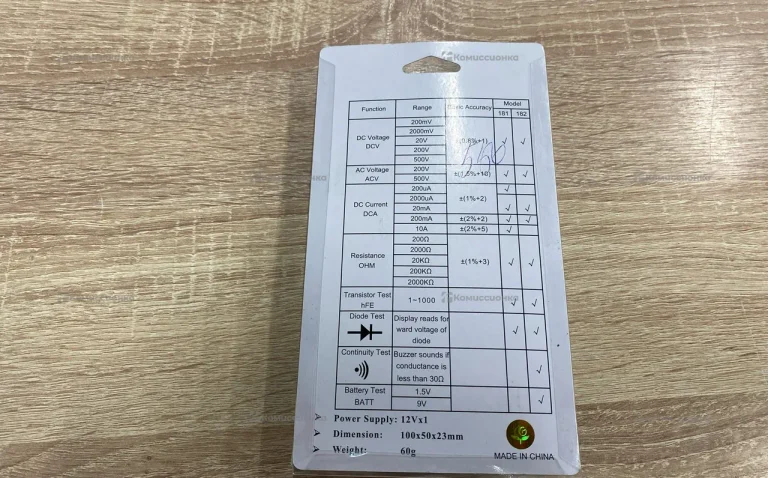 Комиссионка
Function Range Basic Accuracy Model
181 182
DC Voltage
DCV
200mV
2000mV
20V
200V
500V
±(0.8%+1) √ √
AC Voltage
ACV
200V
500V
±(1.5%+10) √ √
DC Current
DCA
200uA √
2000uA ±(1%+2)
20mA √ √
200mA ±(2%+2) √ √
10A ±(2%+5) √
Resistance
OHM
200Ω
2000Ω
20KΩ
200KΩ
2000KΩ
±(1%+3) √ √
Transistor Test
hFE
1~1000 √ √
Комиссионка
Diode Test
Display reads for
ward voltage of
diode
√ √
Continuity Test
Buzzer sounds if
conductance is
less than 30Ω
√
Battery Test
BATT
1.5V
9V
√
Power Supply: 12Vx1
Dimension: 100x50x23mm
Weight: 60g
MADE IN CHINA